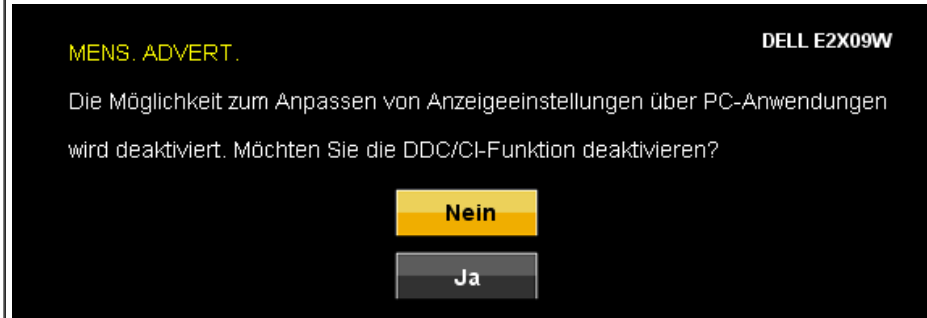 DELL E2X09W
MENS. ADVERT.
Die Möglichkeit zum Anpassen von Anzeigeeinstellungen über PC-Anwendungen
wird deaktiviert. Möchten Sie die DDC/CI-Funktion deaktivieren?
Nein
Ja